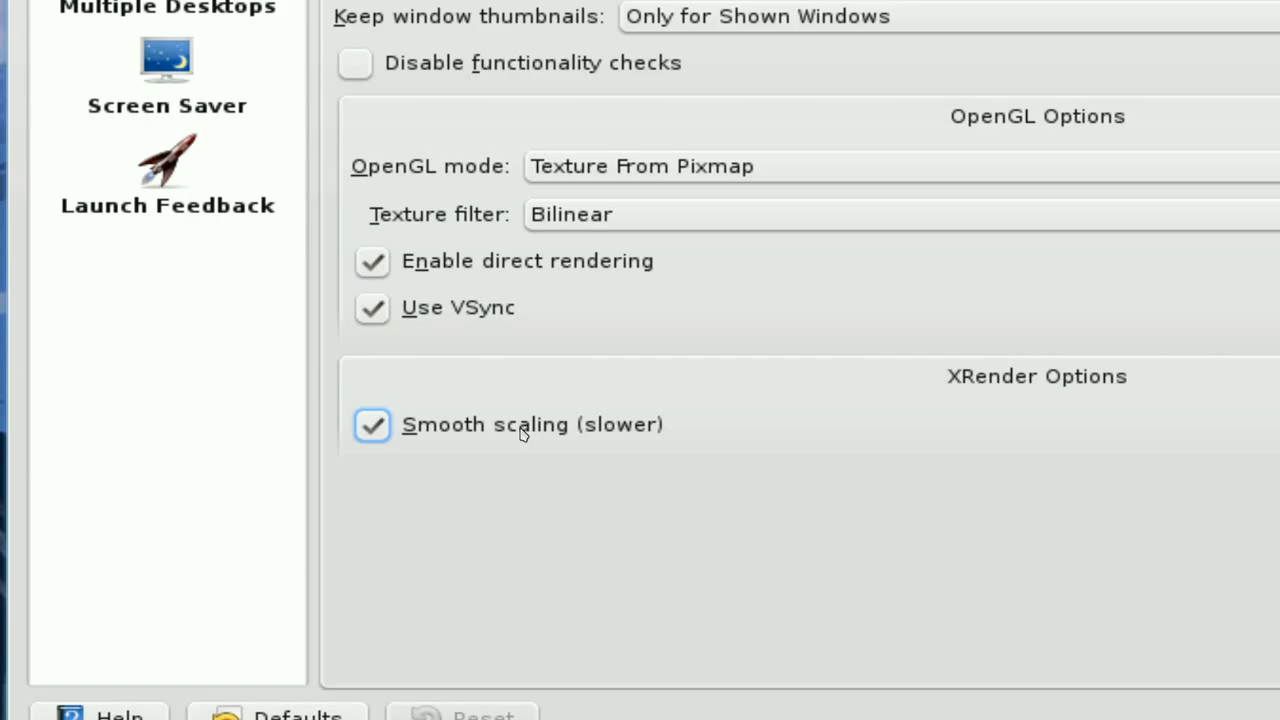 Multiple Desktops
Screen Saver
Launch Feedback
Keep window thumbnails: Only for Shown Windows
Disable functionality checks
OpenGL Options
OpenGL mode: Texture From Pixmap
Texture filter: Bilinear
Enable direct rendering
Use VSync
XRender Options
Smooth scaling (slower)
Help Defaults Reset